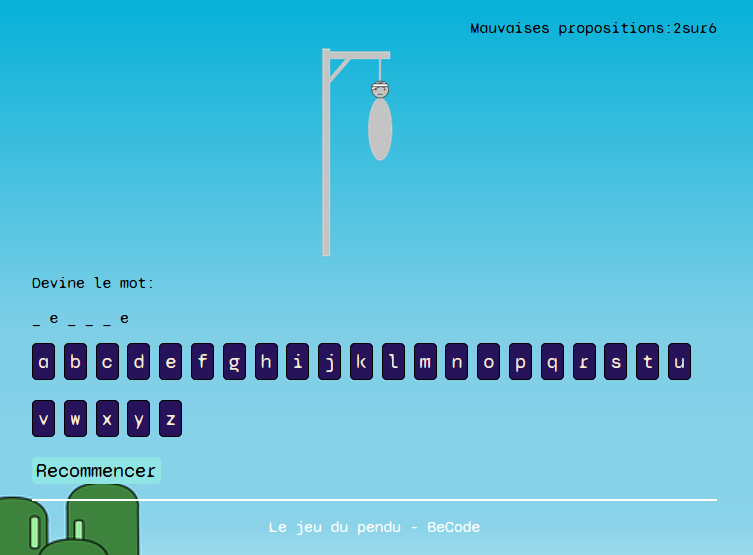 Mauvaises propositions:2sur6
Devine le mot:
_ e _ _ _ e
a b c d e f g h i j k l m n o p q r s t u
v w x y z
Recommencer
Le jeu du pendu - BeCode